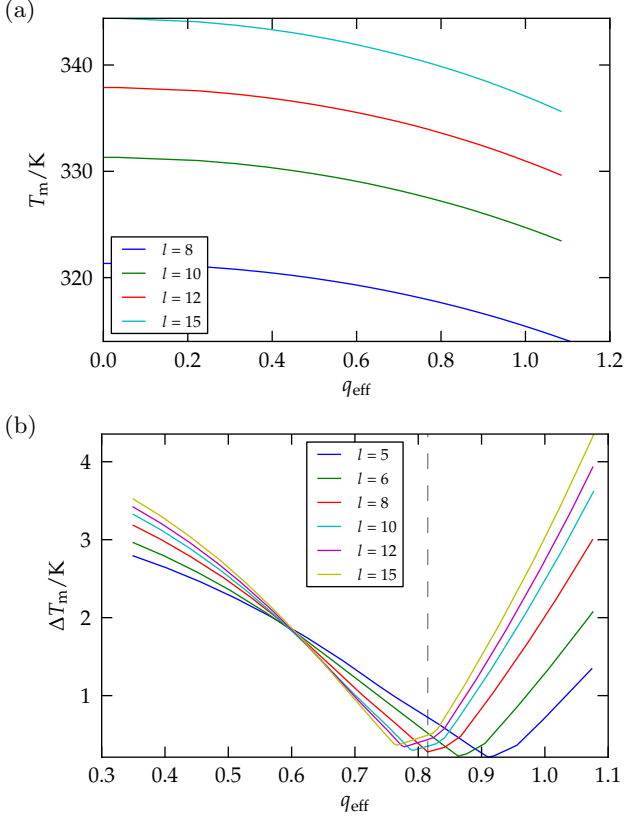 (a)
340
330
320
T_m/K
l = 8
l = 10
l = 12
l = 15
0.0 0.2 0.4 0.6 0.8 1.0 1.2
q_eff
(b)
4
3
2
1
ΔT_m/K
l = 5
l = 6
l = 8
l = 10
l = 12
l = 15
0.3 0.4 0.5 0.6 0.7 0.8 0.9 1.0 1.1
q_eff